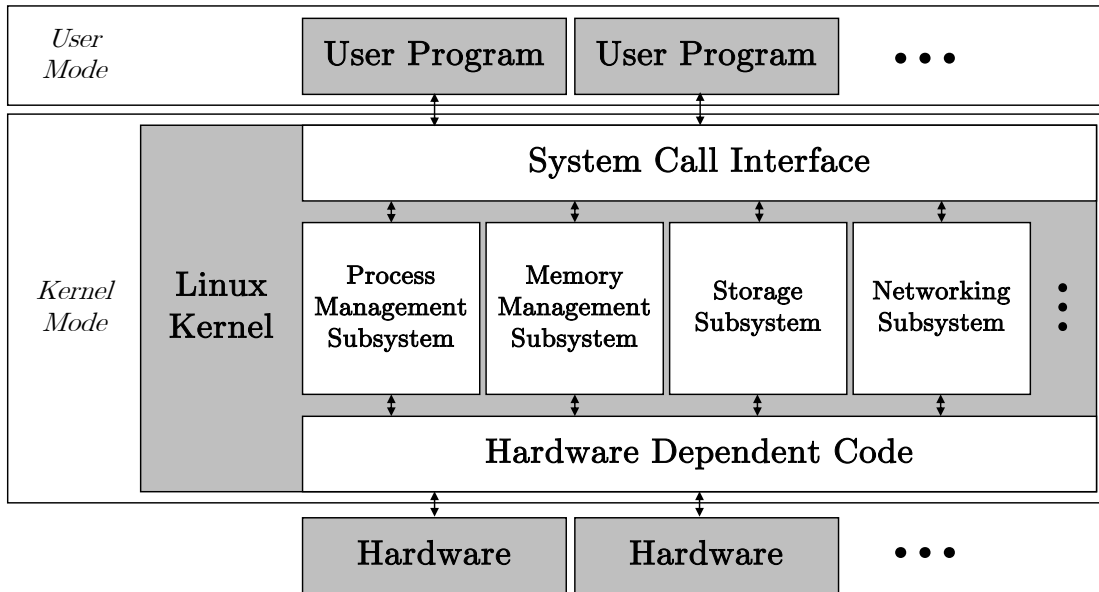 User
Mode
User Program
User Program
System Call Interface
Kernel
Mode
Linux
Kernel
Process
Management
Subsystem
Memory
Management
Subsystem
Storage
Subsystem
Networking
Subsystem
Hardware Dependent Code
Hardware
Hardware